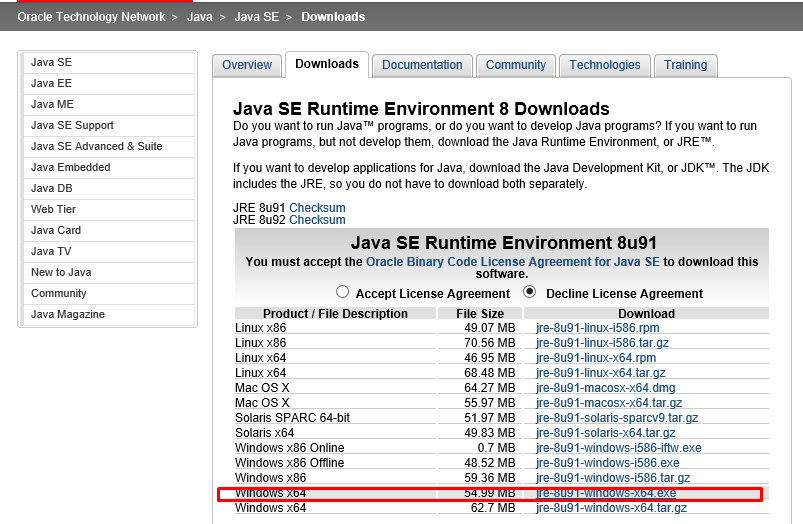 Oracle Technology Network > Java > Java SE > Downloads
Java SE
Java EE
Java ME
Java SE Support
Java SE Advanced & Suite
Java Embedded
Java DB
Web Tier
Java Card
Java TV
New to Java
Community
Java Magazine
Overview Downloads Documentation Community Technologies Training
Java SE Runtime Environment 8 Downloads
Do you want to run Java™ programs, or do you want to develop Java programs? If you want to run
Java programs, but not develop them, download the Java Runtime Environment, or JRE™.
If you want to develop applications for Java, download the Java Development Kit, or JDK™. The JDK
includes the JRE, so you do not have to download both separately.
JRE 8u91 Checksum
JRE 8u92 Checksum
Java SE Runtime Environment 8u91
You must accept the Oracle Binary Code License Agreement for Java SE to download this
software.
Accept License Agreement Decline License Agreement
Product / File Description File Size Download
Linux x86 49.07 MB jre-8u91-linux-i586.rpm
Linux x86 70.56 MB jre-8u91-linux-i586.tar.gz
Linux x64 46.95 MB jre-8u91-linux-x64.rpm
Linux x64 68.48 MB jre-8u91-linux-x64.tar.gz
Mac OS X 64.27 MB jre-8u91-macosx-x64.dmg
Mac OS X 55.97 MB jre-8u91-macosx-x64.tar.gz
Solaris SPARC 64-bit 51.97 MB jre-8u91-solaris-sparcv9.tar.gz
Solaris x64 49.83 MB jre-8u91-solaris-x64.tar.gz
Windows x86 Online 0.7 MB jre-8u91-windows-i586-iftw.exe
Windows x86 Offline 48.52 MB jre-8u91-windows-i586.exe
Windows x86 59.36 MB jre-8u91-windows-i586.tar.gz
Windows x64 54.99 MB jre-8u91-windows-x64.exe
Windows x64 62.7 MB jre-8u91-windows-x64.tar.gz